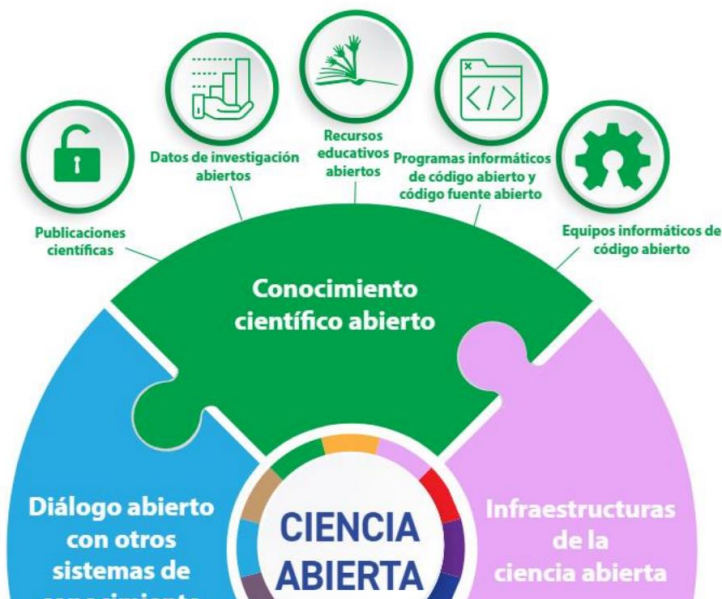 Publicaciones
científicas
Datos de investigación
abiertos
Recursos
educativos
abiertos
Programas informáticos
de código abierto y
código fuente abierto
Equipos informáticos de
código abierto
</>
Conocimiento
científico abierto
Diálogo abierto
con otros
sistemas de
conocimiento
CIENCIA
ABIERTA
Infraestructuras
de la
ciencia abierta